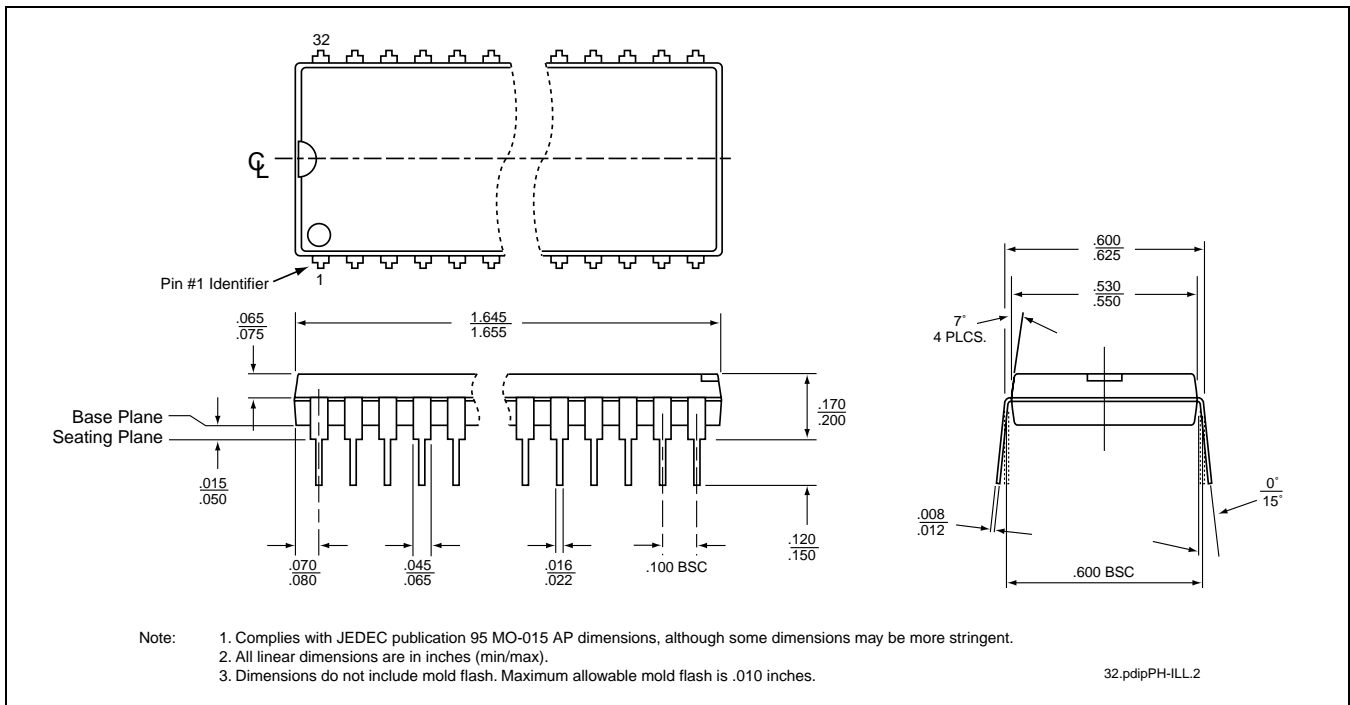 32
℄
Pin #1 Identifier
1
.065
.075
1.645
1.655
Base Plane
Seating Plane
.015
.050
.170
.200
.070
.080
.045
.065
.016
.022
.100 BSC
.120
.150
.600
.625
.530
.550
7°
4 PLCS.
.008
.012
0°
15°
.600 BSC
Note: 1. Complies with JEDEC publication 95 MO-015 AP dimensions, although some dimensions may be more stringent.
2. All linear dimensions are in inches (min/max).
3. Dimensions do not include mold flash. Maximum allowable mold flash is .010 inches.
32.pdipPH-ILL.2